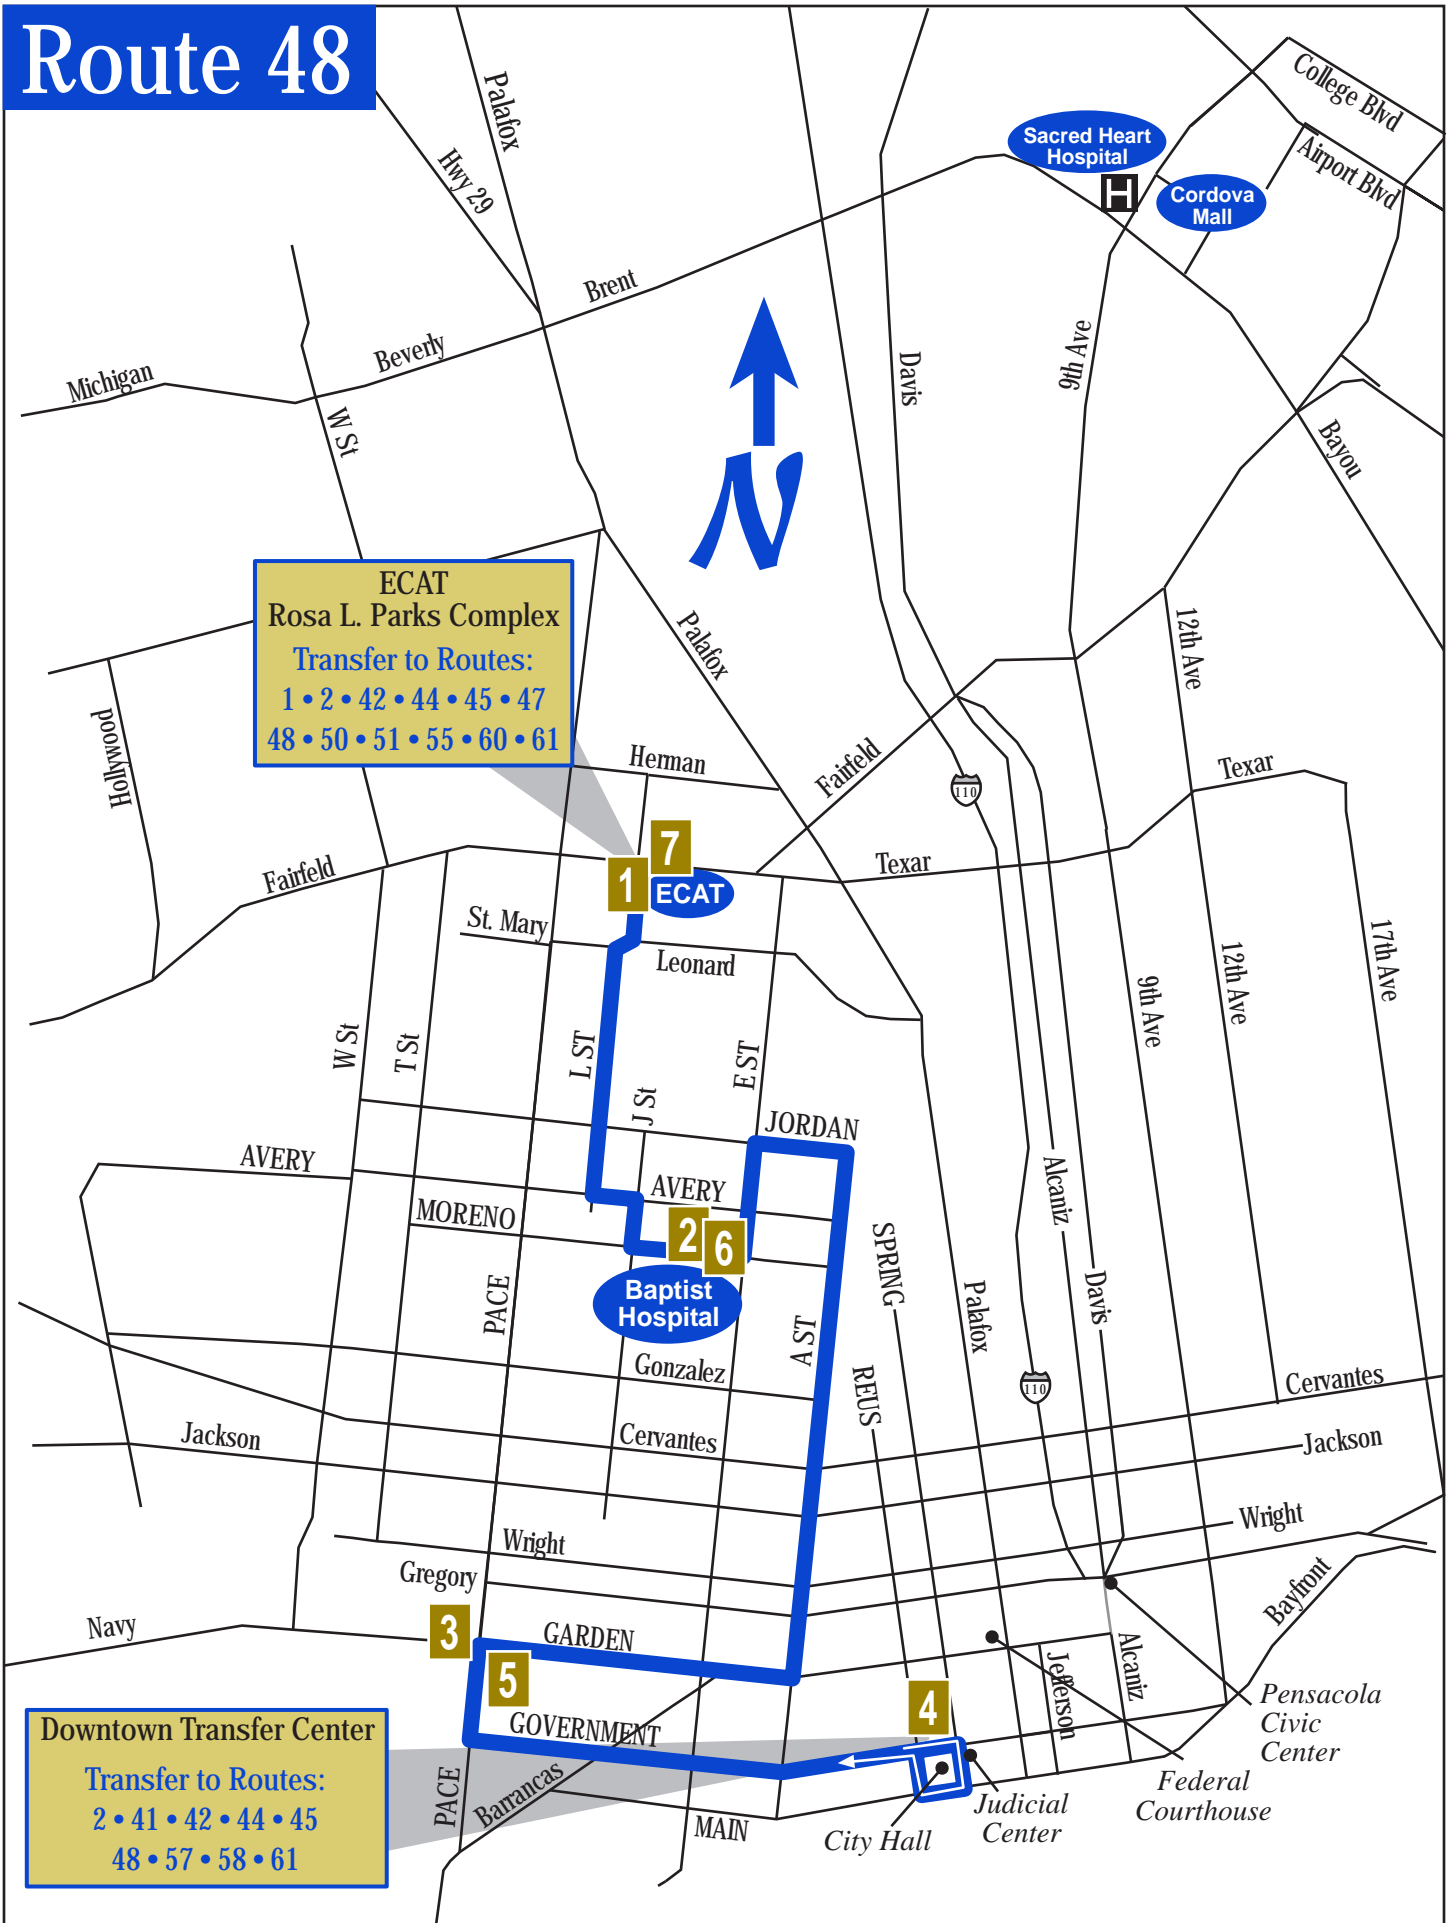 Route 48
Palafox
Hwy 29
College Blvd
Airport Blvd
Sacred Heart
Hospital
H
Cordova
Mall
Brent
Beverly
Michigan
W St
Davis
9th Ave
Bayou
N
ECAT
Rosa L. Parks Complex
Transfer to Routes:
1 • 2 • 42 • 44 • 45 • 47
48 • 50 • 51 • 55 • 60 • 61
Palafox
12th Ave
Hollywood
Herman
Fairfeld
110
Texar
7
1
ECAT
Fairfeld
Texar
St. Mary
Leonard
17th Ave
12th Ave
9th Ave
W St
T St
L ST
J St
E ST
JORDAN
AVERY
AVERY
MORENO
2
6
Alcaniz
SPRING
Palafox
Davis
PACE
Baptist
Hospital
A ST
Gonzalez
REUS
110
Cervantes
Jackson
Cervantes
Jackson
Wright
Wright
Gregory
Bayfront
Navy
3
GARDEN
5
4
Jefferson
Alcaniz
GOVERNMENT
Pensacola
Civic
Center
Downtown Transfer Center
Transfer to Routes:
2 • 41 • 42 • 44 • 45
48 • 57 • 58 • 61
PACE
Barrancas
MAIN
City Hall
Judicial
Center
Federal
Courthouse